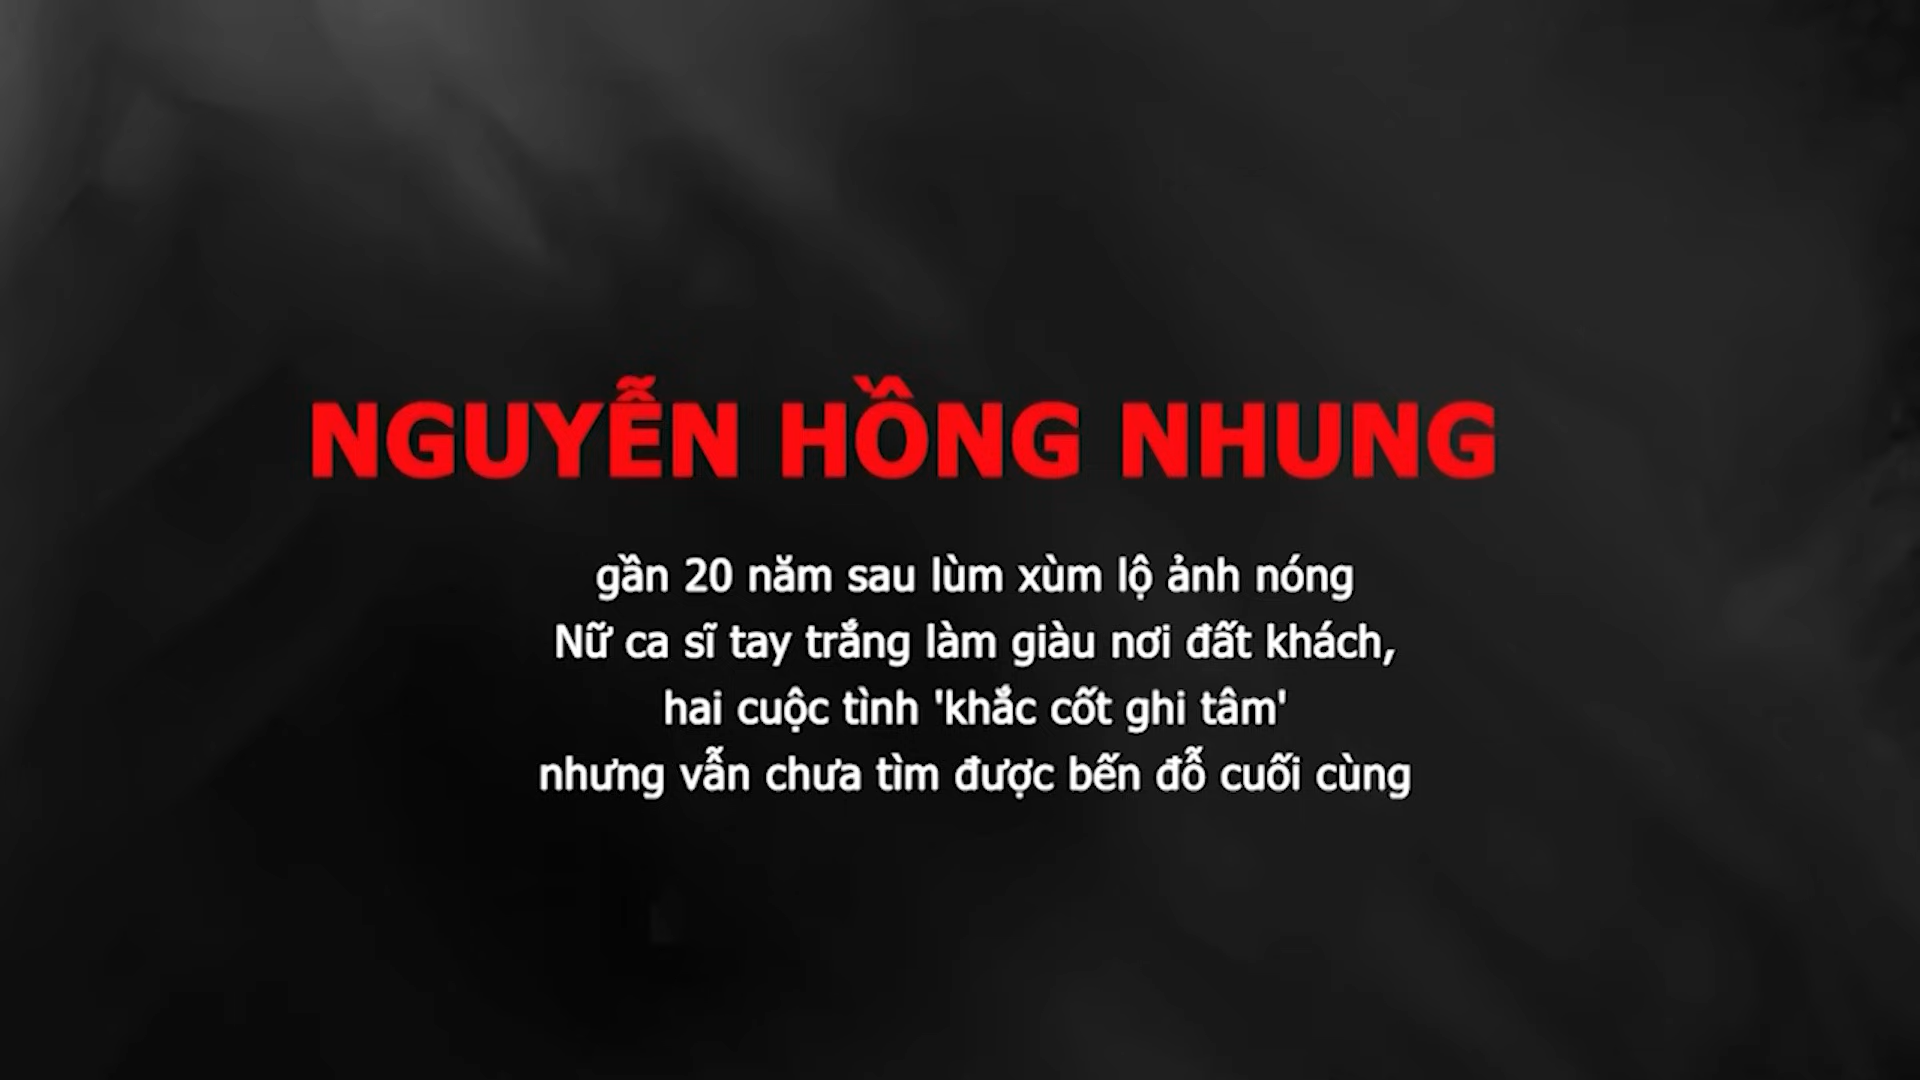 NGUYỄN HỒNG NHUNG
gần 20 năm sau lùm xùm lộ ảnh nóng
Nữ ca sĩ tay trắng làm giàu nơi đất khách,
hai cuộc tình 'khắc cốt ghi tâm'
nhưng vẫn chưa tìm được bến đỗ cuối cùng